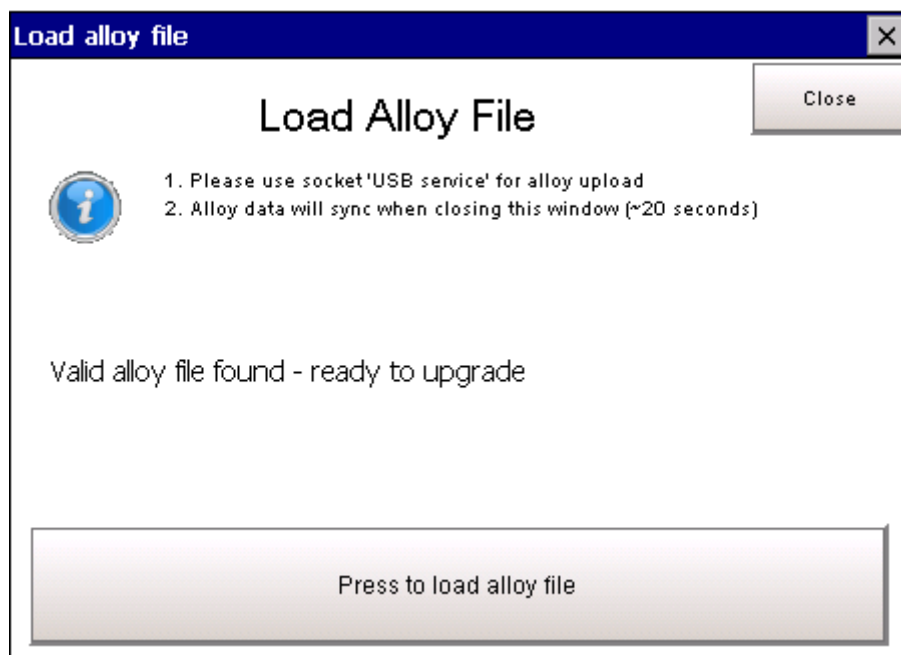 Load alloy file
Close
Load Alloy File
1. Please use socket 'USB service' for alloy upload
2. Alloy data will sync when closing this window (~20 seconds)
Valid alloy file found - ready to upgrade
Press to load alloy file